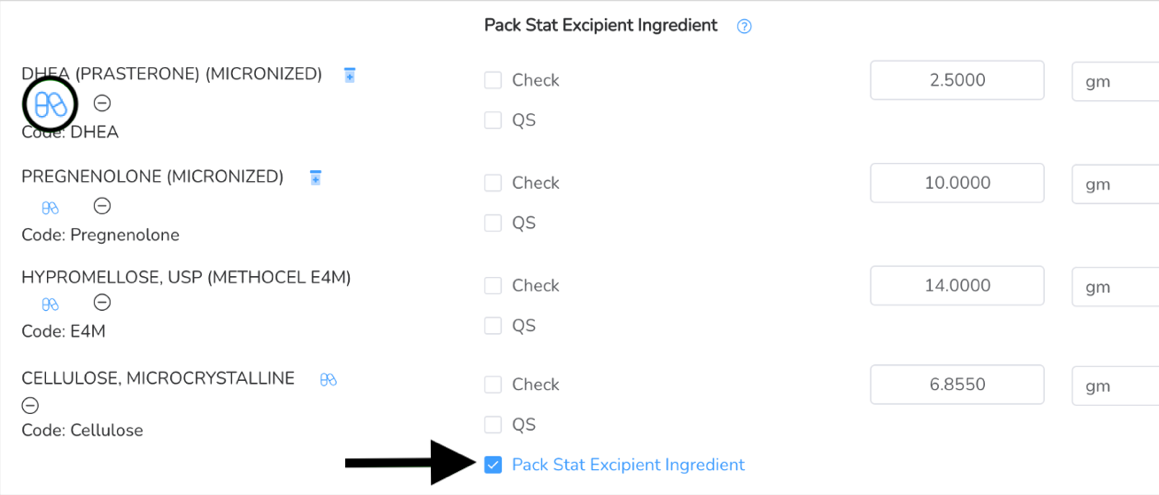 Pack Stat Excipient Ingredient ?
DHEA (PRASTERONE) (MICRONIZED)
Check
2.5000
gm
QS
Code: DHEA
PREGNENOLONE (MICRONIZED)
Check
10.0000
gm
QS
Code: Pregnenolone
HYPROMELLOSE, USP (METHOCEL E4M)
Check
14.0000
gm
QS
Code: E4M
CELLULOSE, MICROCRYSTALLINE
Check
6.8550
gm
QS
Code: Cellulose
Pack Stat Excipient Ingredient